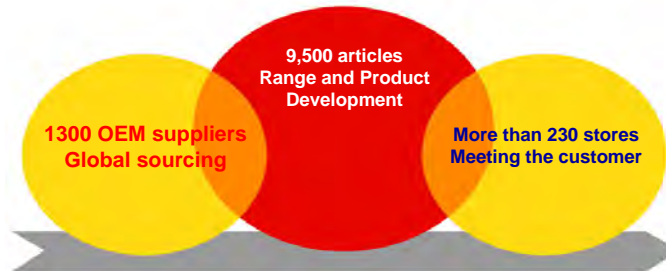 1300 OEM suppliers
Global sourcing
9,500 articles
Range and Product
Development
More than 230 stores
Meeting the customer